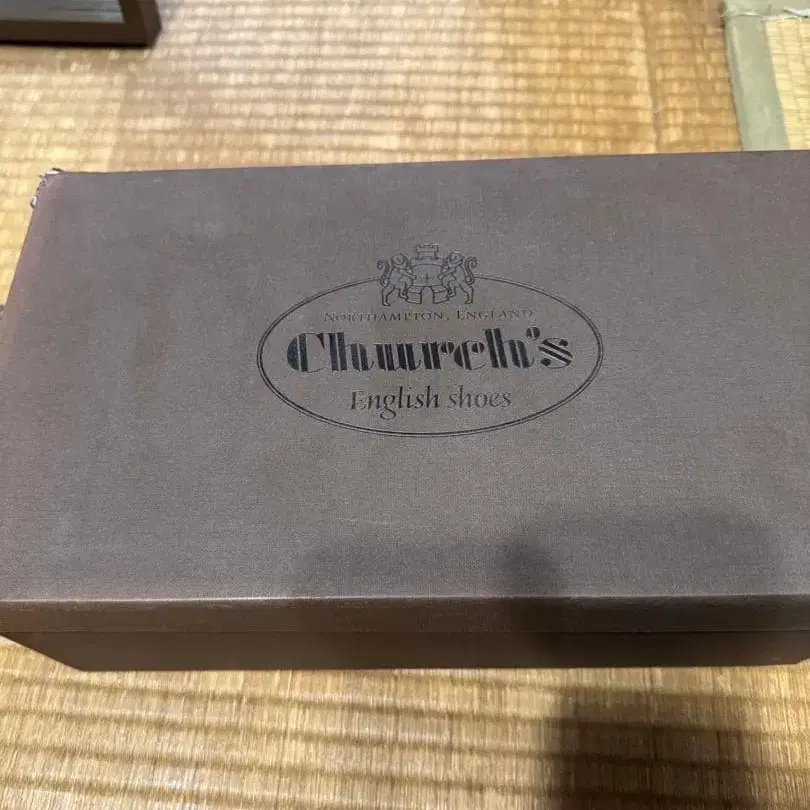 NORTHAMPTON, ENGLAND
Church's
English shoes